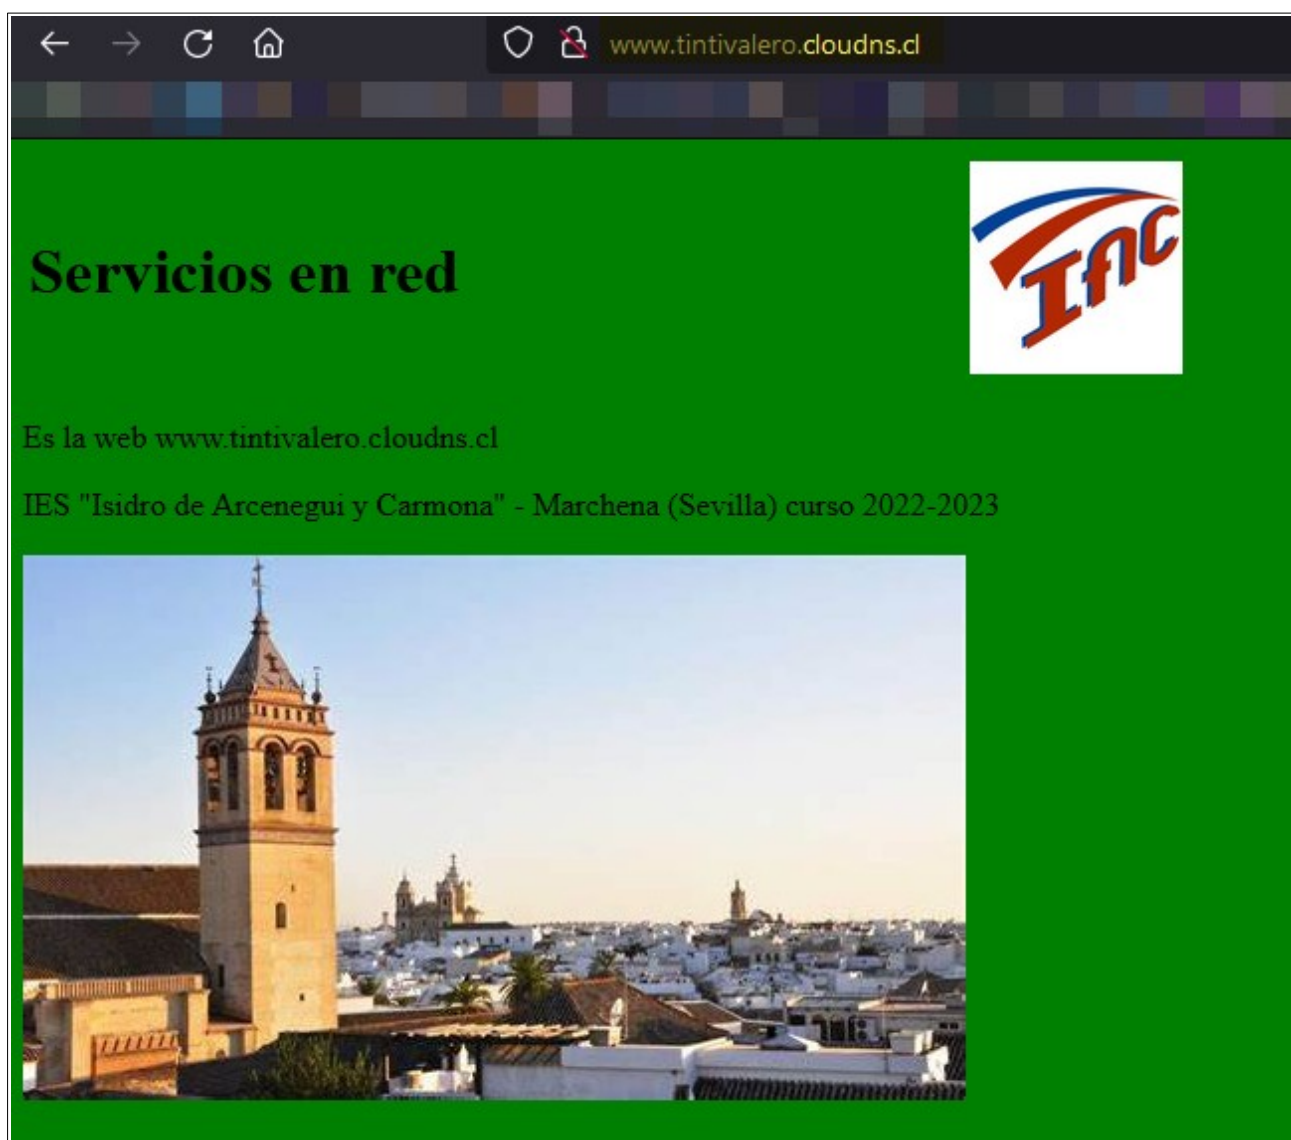 www.tintivalero.cloudns.cl
Servicios en red
IAC
Es la web www.tintivalero.cloudns.cl
IES "Isidro de Arcenegui y Carmona" - Marchena (Sevilla) curso 2022-2023